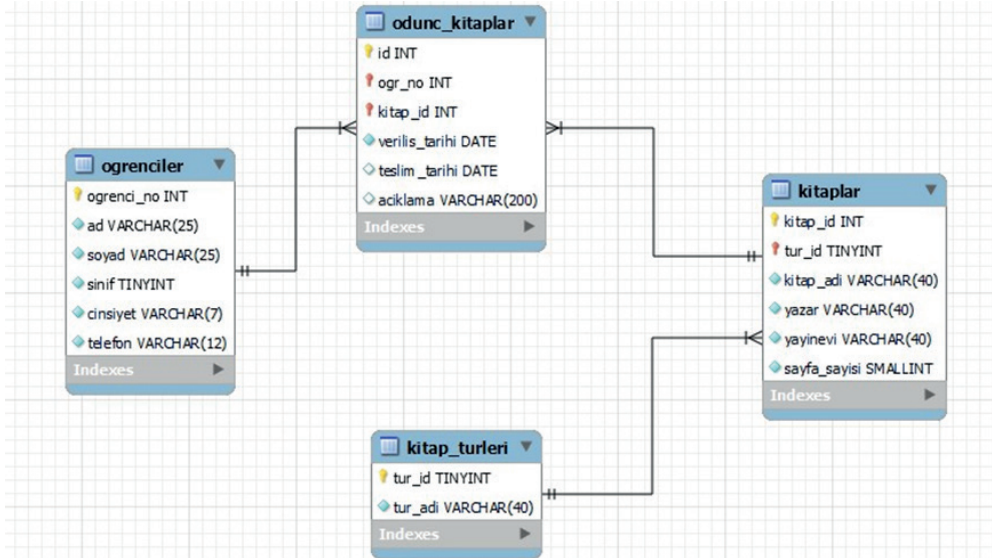 odunc_kitaplar
id INT
ogr_no INT
kitap_id INT
verilis_tarihi DATE
teslim_tarihi DATE
aciklama VARCHAR(200)
Indexes
ogrenciler
ogrenci_no INT
ad VARCHAR(25)
soyad VARCHAR(25)
sinif TINYINT
cinsiyet VARCHAR(7)
telefon VARCHAR(12)
Indexes
kitaplar
kitap_id INT
tur_id TINYINT
kitap_adi VARCHAR(40)
yazar VARCHAR(40)
yayinevi VARCHAR(40)
sayfa_sayisi SMALLINT
Indexes
kitap_turleri
tur_id TINYINT
tur_adi VARCHAR(40)
Indexes